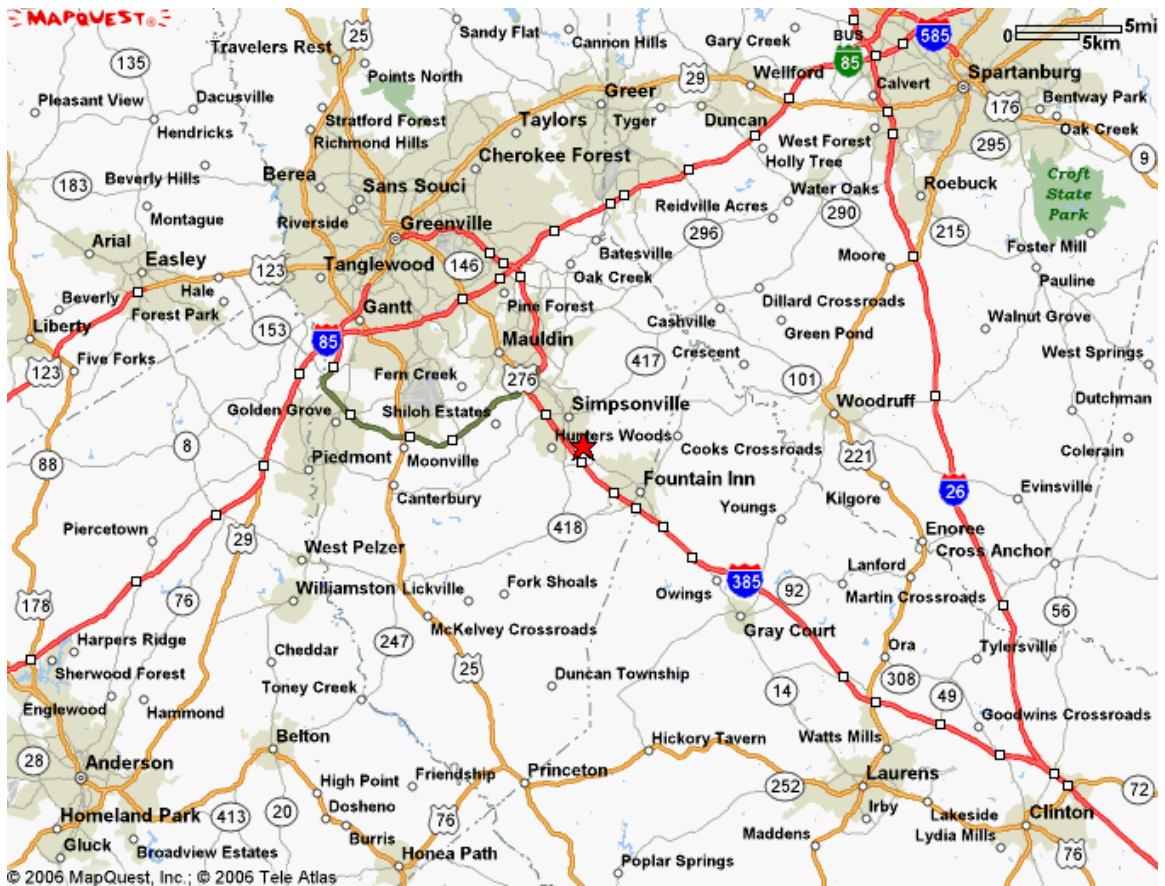 MAPQUEST
25
Sandy Flat
Cannon Hills
Gary Creek
BUS
85
585
0
5mi
5km
Travelers Rest
135
Points North
29
Wellford
Calvert
Spartanburg
Pleasant View
Dacusville
Hendricks
Stratford Forest
Richmond Hills
Taylors
Greer
Tyger
Duncan
176
Bentway Park
Oak Creek
West Forest
295
9
Beverly Hills
183
Berea
Sans Souci
Cherokee Forest
Holly Tree
Water Oaks
Roebuck
Croft
State
Park
Montague
Riverside
Greenville
Reidville Acres
290
296
215
Arial
Easley
123
Tanglewood
146
Batesville
Oak Creek
Moore
Foster Mill
Pauline
Beverly
Hale
Forest Park
Gantt
Pine Forest
Dillard Crossroads
Liberty
153
85
Mauldin
Cashville
Green Pond
Walnut Grove
Five Forks
123
Fern Creek
276
417
Crescent
101
West Springs
Golden Grove
Shiloh Estates
Simpsonville
Woodruff
Dutchman
8
88
Piedmont
Moonville
Hunters Woods
Cooks Crossroads
221
Colerain
Canterbury
Fountain Inn
Kilgore
26
Evinsville
Piercetown
29
418
Youngs
Enoree
Cross Anchor
West Pelzer
178
76
Williamston
Lickville
Fork Shoals
385
Owings
92
Lanford
Martin Crossroads
56
Harpers Ridge
247
McKelvey Crossroads
Gray Court
Sherwood Forest
Cheddar
25
Ora
Tylersville
Englewood
Hammond
Toney Creek
Duncan Township
14
308
49
Goodwins Crossroads
28
Anderson
Belton
Hickory Tavern
Watts Mills
High Point
Friendship
Princeton
252
Laurens
72
Homeland Park
413
20
Dosheno
76
Irby
Lakeside
Clinton
Gluck
Broadview Estates
Burris
Honea Path
Maddens
Lydia Mills
76
Poplar Springs
© 2006 MapQuest, Inc.; © 2006 Tele Atlas